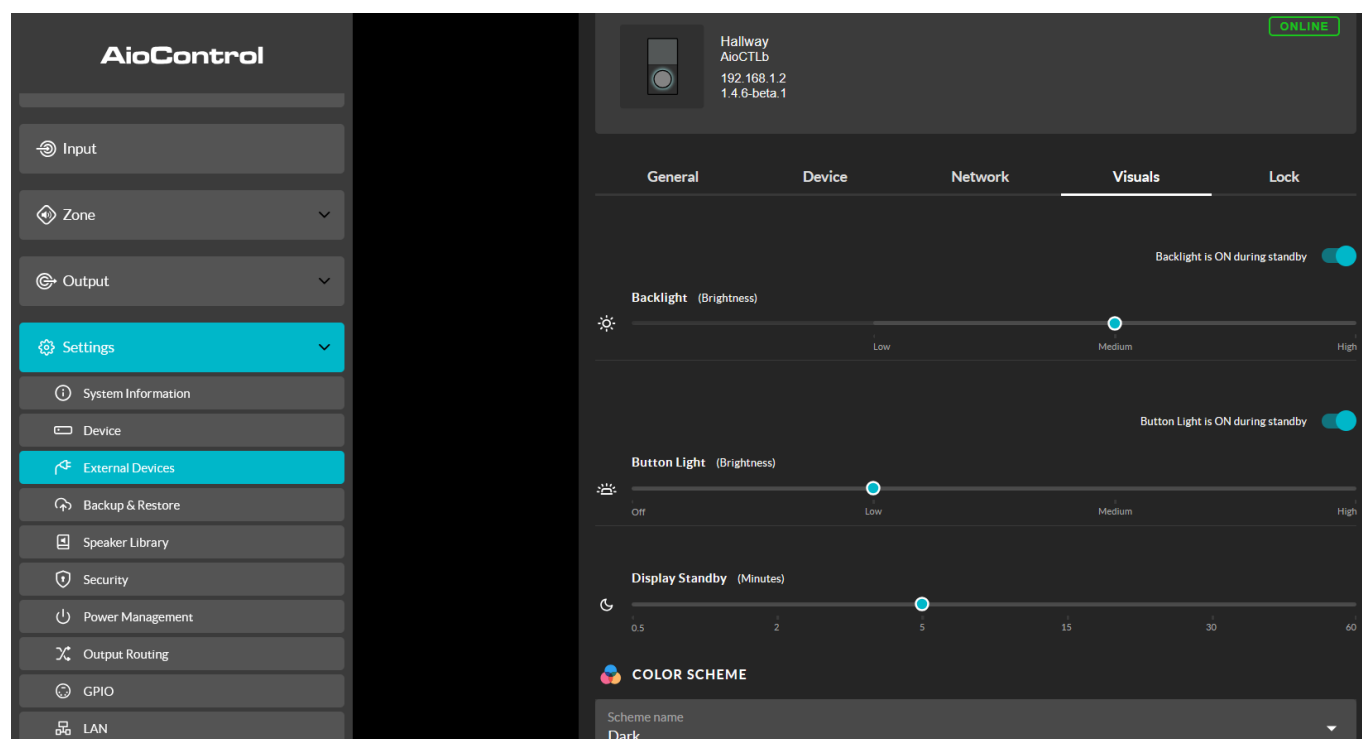 AioControl
Input
Zone
Output
Settings
System Information
Device
External Devices
Backup & Restore
Speaker Library
Security
Power Management
Output Routing
GPIO
LAN
Hallway
AioCTLb
192.168.1.2
1.4.6-beta.1
ONLINE
General Device Network Visuals Lock
Backlight is ON during standby
Backlight (Brightness)
Low Medium High
Button Light is ON during standby
Button Light (Brightness)
Off Low Medium High
Display Standby (Minutes)
0.5 2 5 15 30 60
COLOR SCHEME
Scheme name
Dark